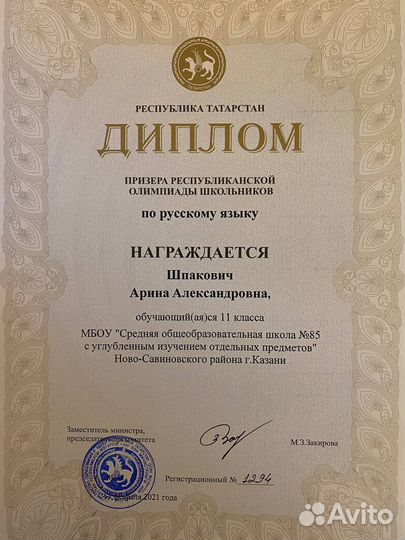 ТАТАРСТАН
РЕСПУБЛИКА ТАТАРСТАН
ДИПЛОМ
ПРИЗЕРА РЕСПУБЛИКАНСКОЙ
ОЛИМПИАДЫ ШКОЛЬНИКОВ
по русскому языку
НАГРАЖДАЕТСЯ
Шпакович
Арина Александровна,
обучающий(ая)ся 11 класса
МБОУ "Средняя общеобразовательная школа №85
с углубленным изучением отдельных предметов"
Ново-Савиновского района г.Казани
Заместитель министра,
председатель оргкомитета
М.З.Закирова
Регистрационный № 1294
2021 года
Avito